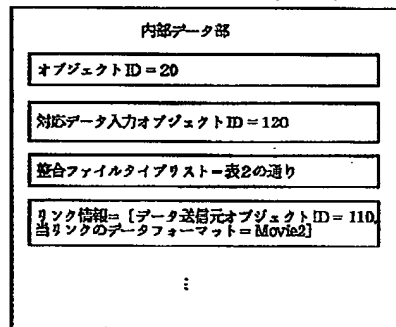 内部データ部
オブジェクトID=20
対応データ入力オブジェクトID=120
整合ファイルタイプリスト=表2の通り
リンク情報=［データ送信元オブジェクトID=110,
当リンクのデータフォーマット=Movie2］
⋮